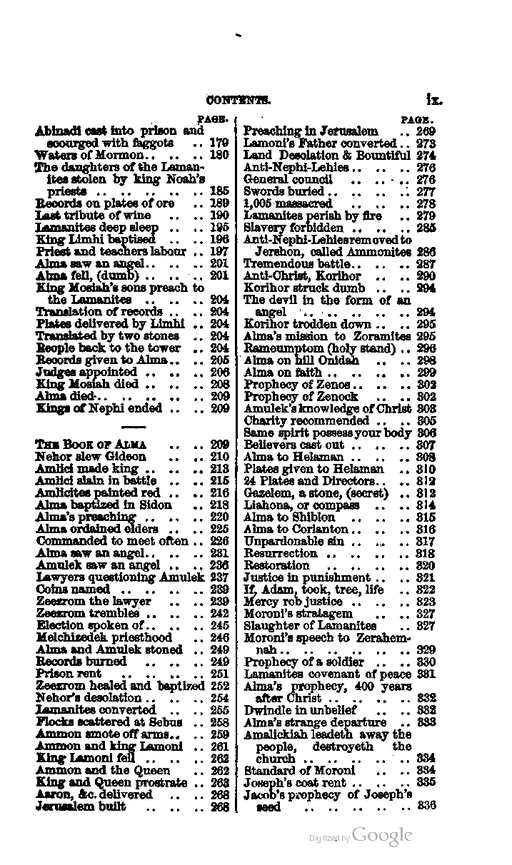 CONTENTS. ix.
PAGE.
Abinadi cast into prison and
scourged with faggots .. 179
Waters of Mormon .. .. .. 180
The daughters of the Laman-
ites stolen by king Noah's
priests .. .. .. .. .. 185
Records on plates of ore .. 189
Last tribute of wine .. .. 190
Lamanites deep sleep .. .. 195
King Limhi baptised .. .. 196
Priest and teachers labour .. 197
Alma saw an angel .. .. .. 201
Alma fell, (dumb) .. .. .. 201
King Mosiah's sons preach to
the Lamanites .. .. .. 204
Translation of records .. .. 204
Plates delivered by Limhi .. 204
Translated by two stones .. 204
People back to the tower .. 204
Records given to Alma .. .. 205
Judges appointed .. .. .. 206
King Mosiah died .. .. .. 208
Alma died .. .. .. .. .. 209
Kings of Nephi ended .. .. 209
THE BOOK OF ALMA .. .. 209
Nehor slew Gideon .. .. 210
Amlici made king .. .. .. 213
Amlici slain in battle .. .. 215
Amlicites painted red .. .. 216
Alma baptized in Sidon .. 218
Alma's preaching .. .. .. 220
Alma ordained elders .. .. 225
Commanded to meet often .. 226
Alma saw an angel .. .. .. 231
Amulek saw an angel .. .. 236
Lawyers questioning Amulek 237
Coins named .. .. .. .. 239
Zeezrom the lawyer .. .. 239
Zeezrom trembles .. .. .. 242
Election spoken of .. .. .. 245
Melchizedek priesthood .. 246
Alma and Amulek stoned .. 249
Records burned .. .. .. 249
Prison rent .. .. .. .. 251
Zeezrom healed and baptized 252
Nehor's desolation .. .. .. 254
Lamanites converted .. .. 255
Flocks scattered at Sebus .. 258
Ammon smote off arms .. .. 259
Ammon and king Lamoni .. 261
King Lamoni fell .. .. .. 262
Ammon and the Queen .. 262
King and Queen prostrate .. 263
Aaron, &c. delivered .. .. 268
Jerusalem built .. .. .. 268
PAGE.
Preaching in Jerusalem .. 269
Lamoni's Father converted .. 273
Land Desolation & Bountiful 274
Anti-Nephi-Lehies .. .. .. 276
General council .. .. .. 276
Swords buried .. .. .. .. 277
1,005 massacred .. .. .. 278
Lamanites perish by fire .. 279
Slavery forbidden .. .. .. 285
Anti-Nephi-Lehies removed to
Jershon, called Ammonites 286
Tremendous battle .. .. .. 287
Anti-Christ, Korihor .. .. 290
Korihor struck dumb .. .. 294
The devil in the form of an
angel .. .. .. .. .. 294
Korihor trodden down .. .. 295
Alma's mission to Zoramites 295
Rameumptom (holy stand) .. 296
Alma on hill Onidah .. .. 298
Alma on faith .. .. .. .. 299
Prophecy of Zenos .. .. .. 302
Prophecy of Zenock .. .. 302
Amulek's knowledge of Christ 303
Charity recommended .. .. 305
Same spirit possess your body 306
Believers cast out .. .. .. 307
Alma to Helaman .. .. .. 308
Plates given to Helaman .. 310
24 Plates and Directors .. .. 312
Gazelem, a stone, (secret) .. 312
Liahona, or compass .. .. 314
Alma to Shiblon .. .. .. 315
Alma to Corianton .. .. .. 316
Unpardonable sin .. .. .. 317
Resurrection .. .. .. .. 318
Restoration .. .. .. .. 320
Justice in punishment .. .. 321
If, Adam, took, tree, life .. 322
Mercy rob justice .. .. .. 323
Moroni's stratagem .. .. 327
Slaughter of Lamanites .. 327
Moroni's speech to Zerahem-
nah .. .. .. .. .. .. 329
Prophecy of a soldier .. .. 330
Lamanites covenant of peace 331
Alma's prophecy, 400 years
after Christ .. .. .. .. 332
Dwindle in unbelief .. .. 332
Alma's strange departure .. 333
Amalickiah leadeth away the
people, destroyeth the
church .. .. .. .. .. 334
Standard of Moroni .. .. 334
Joseph's coat rent .. .. .. 335
Jacob's prophecy of Joseph's
seed .. .. .. .. .. 336
Digitized by Google